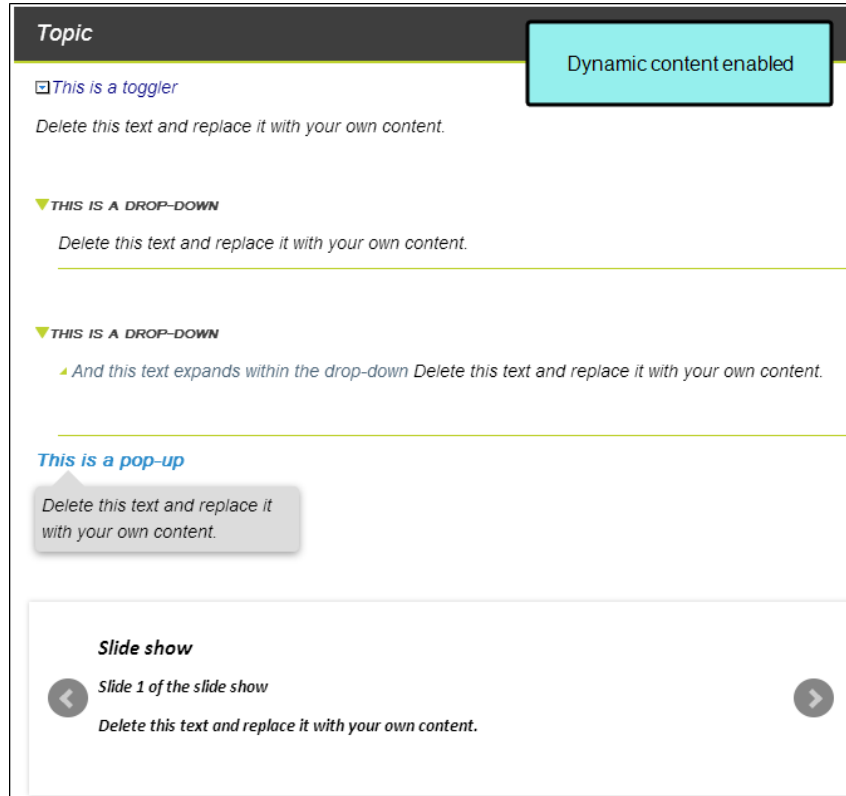 Topic
Dynamic content enabled
This is a toggler
Delete this text and replace it with your own content.
THIS IS A DROP-DOWN
Delete this text and replace it with your own content.
THIS IS A DROP-DOWN
And this text expands within the drop-down Delete this text and replace it with your own content.
This is a pop-up
Delete this text and replace it
with your own content.
Slide show
Slide 1 of the slide show
Delete this text and replace it with your own content.